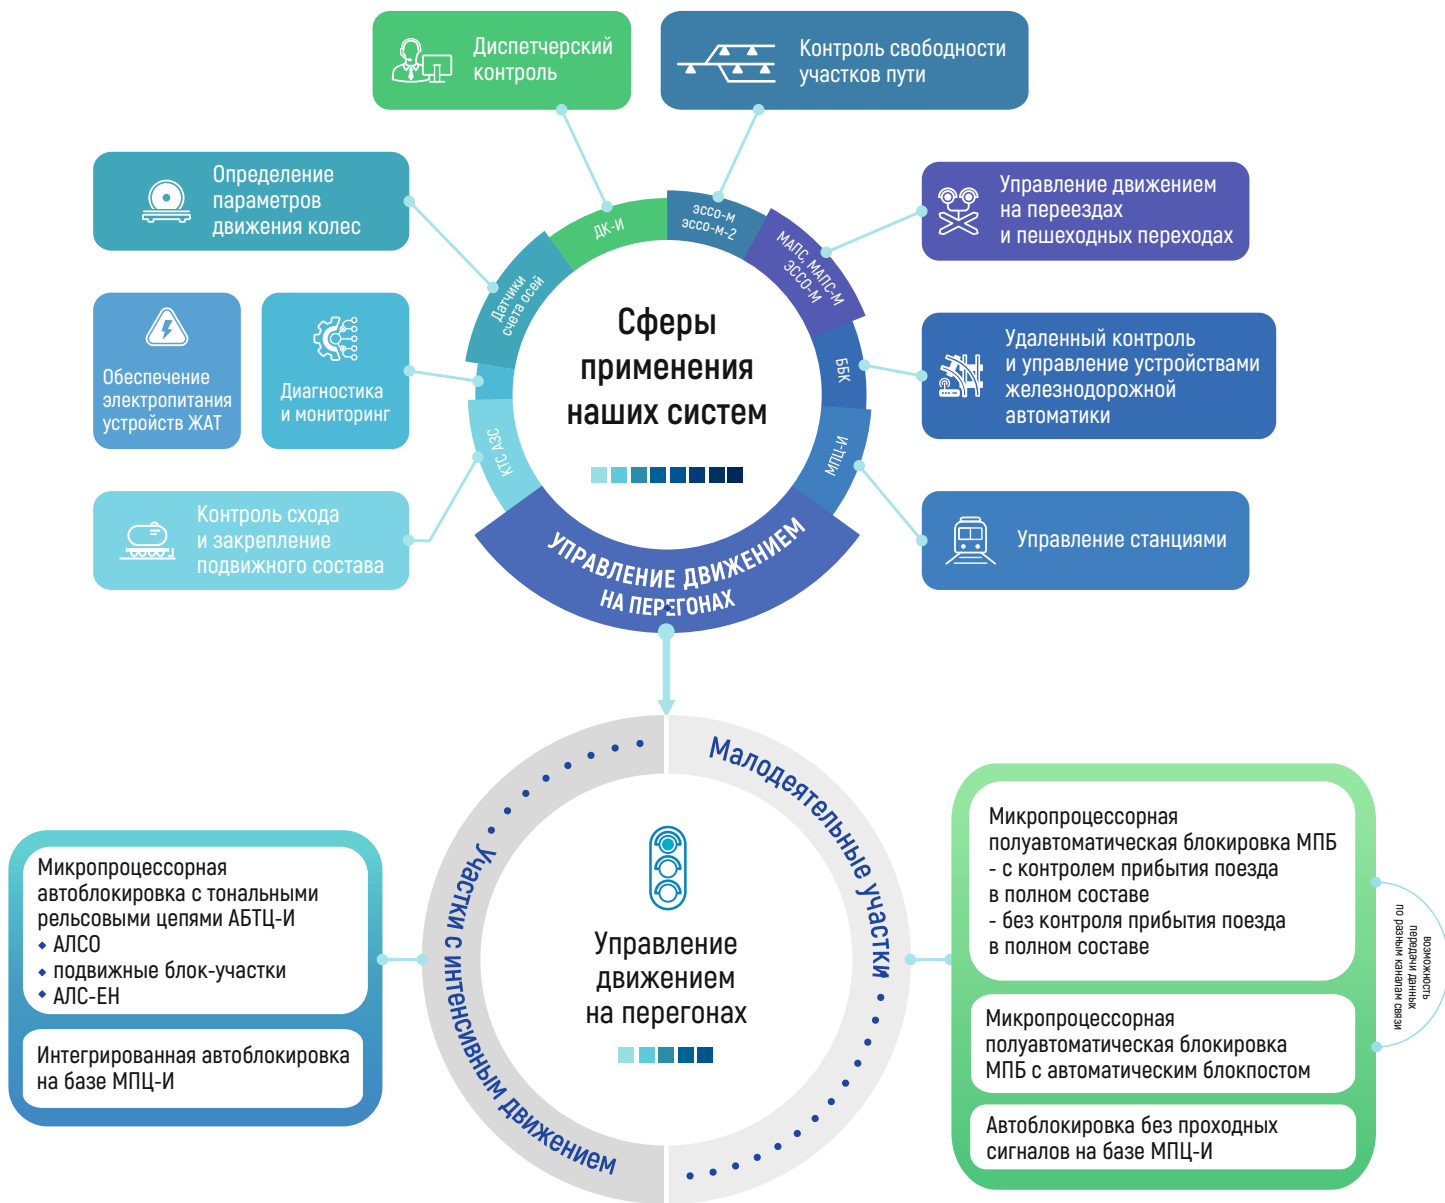 Диспетчерский
контроль
Контроль свободности
участков пути
Определение
параметров
движения колес
Управление движением
на переездах
и пешеходных переходах
Обеспечение
электропитания
устройств ЖАТ
Диагностика
и мониторинг
Удаленный контроль
и управление устройствами
железнодорожной
автоматики
Контроль схода
и закрепление
подвижного состава
Управление станциями
ДК-И
ЭССО-М
ЭССО-М-2
МАПС, МАПС-М
ЭССО-М
ББК
МПЦ-И
Датчики
счета осей
КТС АЗС
УПРАВЛЕНИЕ ДВИЖЕНИЕМ
НА ПЕРЕГОНАХ
Сферы
применения
наших систем
Участки с интенсивным движением
Малодеятельные участки
Управление
движением
на перегонах
Микропроцессорная
автоблокировка с тональными
рельсовыми цепями АБТЦ-И
• АЛСО
• подвижные блок-участки
• АЛС-ЕН
Интегрированная автоблокировка
на базе МПЦ-И
Микропроцессорная
полуавтоматическая блокировка МПБ
- с контролем прибытия поезда
в полном составе
- без контроля прибытия поезда
в полном составе
Микропроцессорная
полуавтоматическая блокировка
МПБ с автоматическим блокпостом
Автоблокировка без проходных
сигналов на базе МПЦ-И
возможность
передачи данных
по разным каналам связи